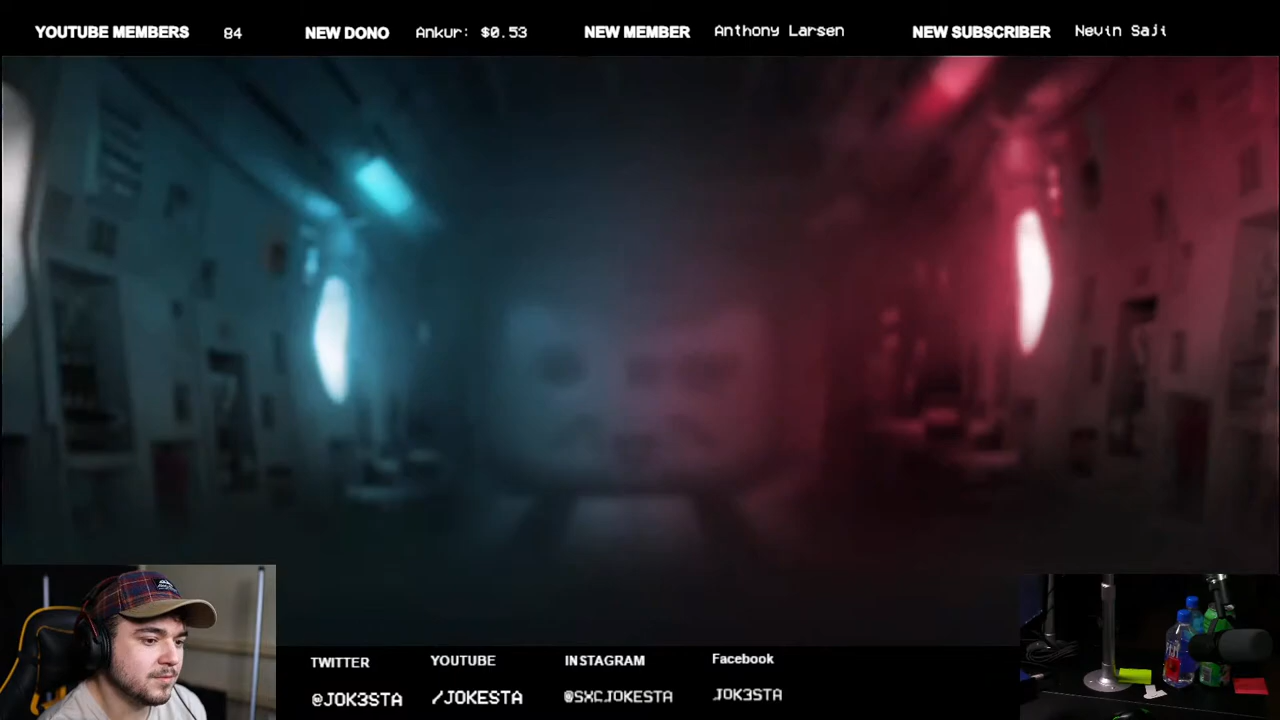 YOUTUBE MEMBERS 84 NEW DONO Ankur: $0.53 NEW MEMBER Anthony Larsen NEW SUBSCRIBER Nevin Saji
TWITTER YOUTUBE INSTAGRAM Facebook
@JOK3STA /JOKESTA @SXCJOKESTA JOK3STA